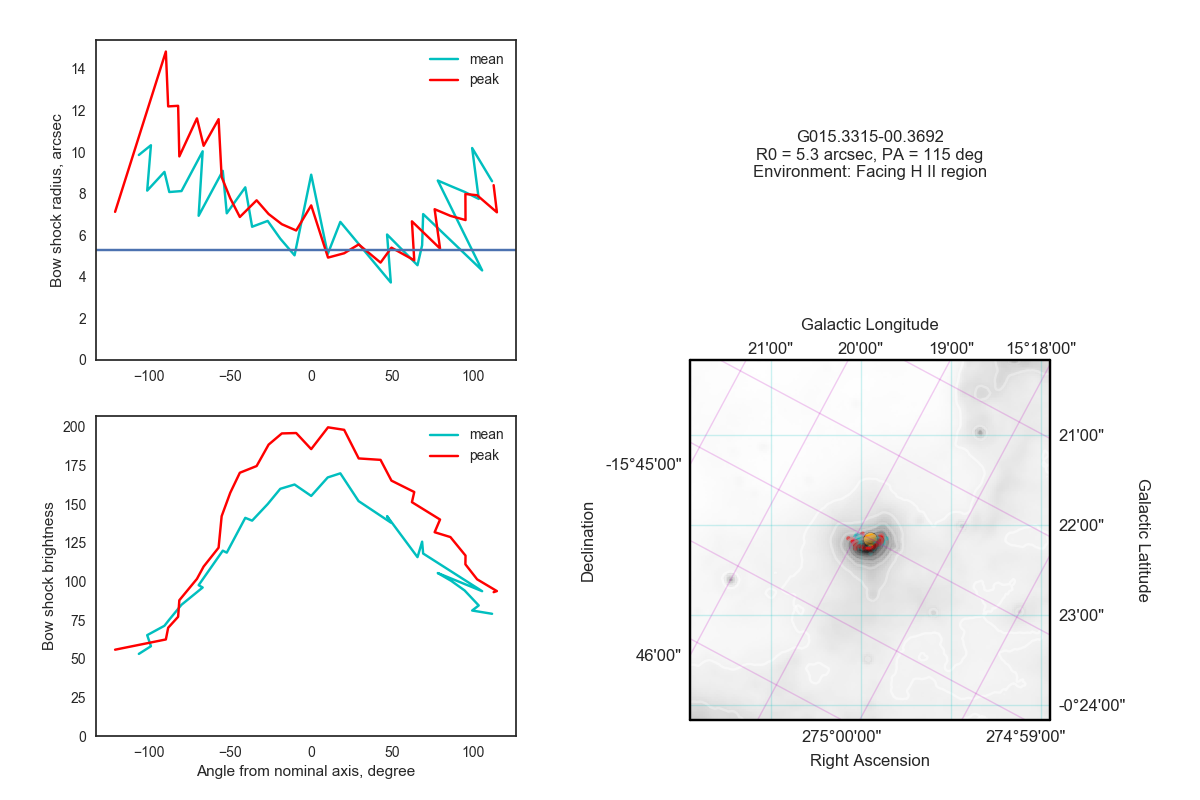 14
12
10
8
6
4
2
0
Bow shock radius, arcsec
mean
peak
−100
−50
0
50
100
200
175
150
125
100
75
50
25
0
Bow shock brightness
mean
peak
−100
−50
0
50
100
Angle from nominal axis, degree
G015.3315-00.3692
R0 = 5.3 arcsec, PA = 115 deg
Environment: Facing H II region
Galactic Longitude
21'00"
20'00"
19'00"
15°18'00"
-15°45'00"
46'00"
Declination
21'00"
22'00"
23'00"
-0°24'00"
Galactic Latitude
275°00'00"
274°59'00"
Right Ascension